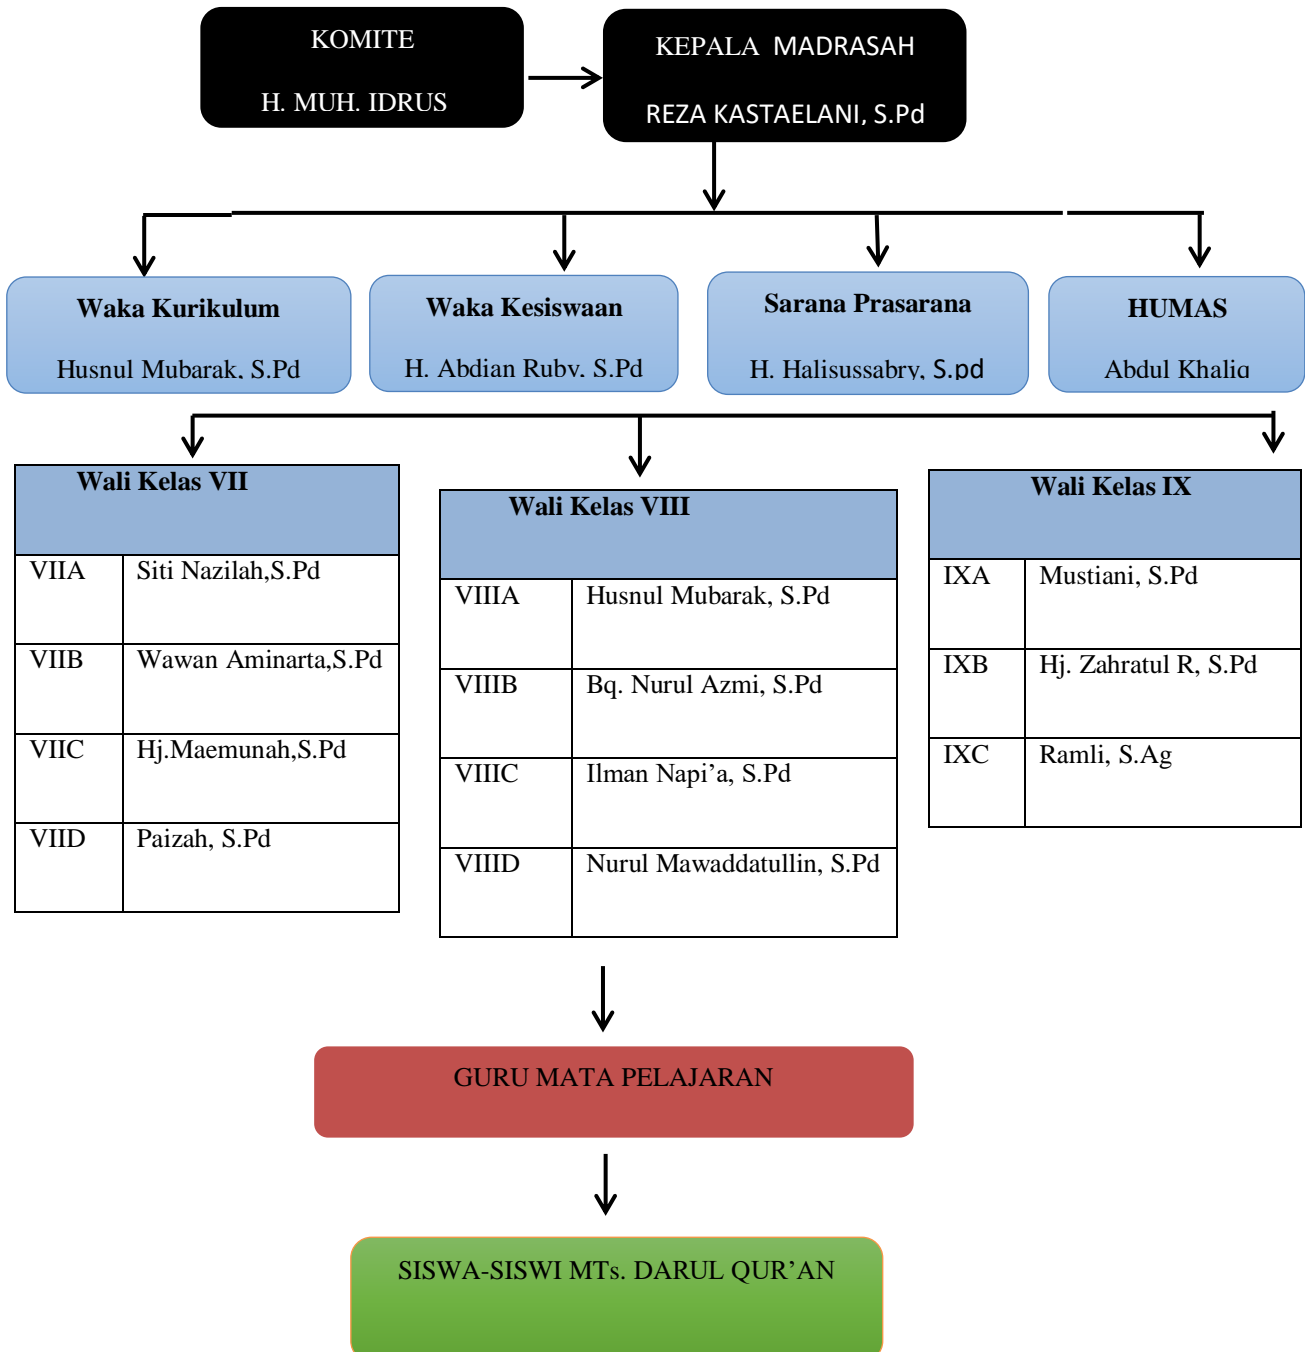 KOMITE
H. MUH. IDRUS
KEPALA MADRASAH
REZA KASTAELANI, S.Pd
Waka Kurikulum
Husnul Mubarak, S.Pd
Waka Kesiswaan
H. Abdian Ruby, S.Pd
Sarana Prasarana
H. Halisussabry, S.pd
HUMAS
Abdul Khaliq
Wali Kelas VII
VIIA Siti Nazilah,S.Pd
VIIB Wawan Aminarta,S.Pd
VIIC Hj.Maemunah,S.Pd
VIID Paizah, S.Pd
Wali Kelas VIII
VIIIA Husnul Mubarak, S.Pd
VIIIB Bq. Nurul Azmi, S.Pd
VIIIC Ilman Napi’a, S.Pd
VIIID Nurul Mawaddatullin, S.Pd
Wali Kelas IX
IXA Mustiani, S.Pd
IXB Hj. Zahratul R, S.Pd
IXC Ramli, S.Ag
GURU MATA PELAJARAN
SISWA-SISWI MTs. DARUL QUR’AN